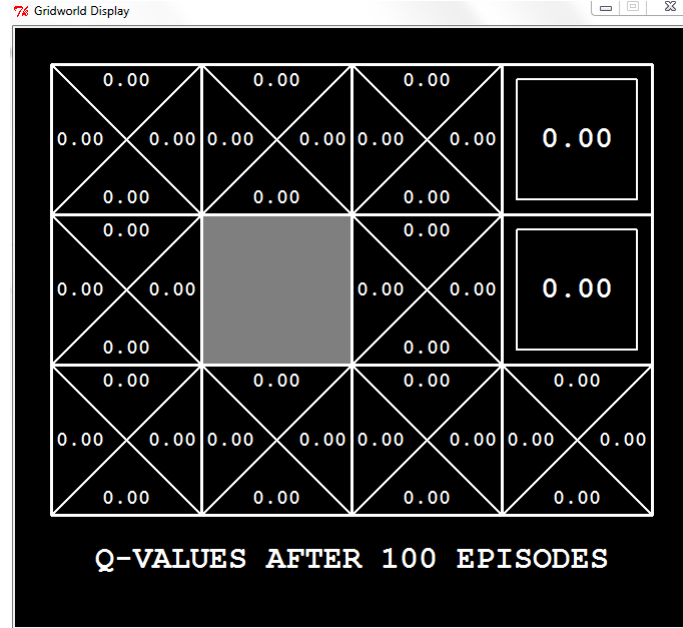 Gridworld Display
0.00 0.00 0.00
0.00 0.00 0.00 0.00 0.00 0.00 0.00
0.00 0.00 0.00
0.00 0.00
0.00 0.00 0.00 0.00 0.00
0.00 0.00
0.00 0.00 0.00 0.00
0.00 0.00 0.00 0.00 0.00 0.00 0.00 0.00
0.00 0.00 0.00 0.00
Q-VALUES AFTER 100 EPISODES